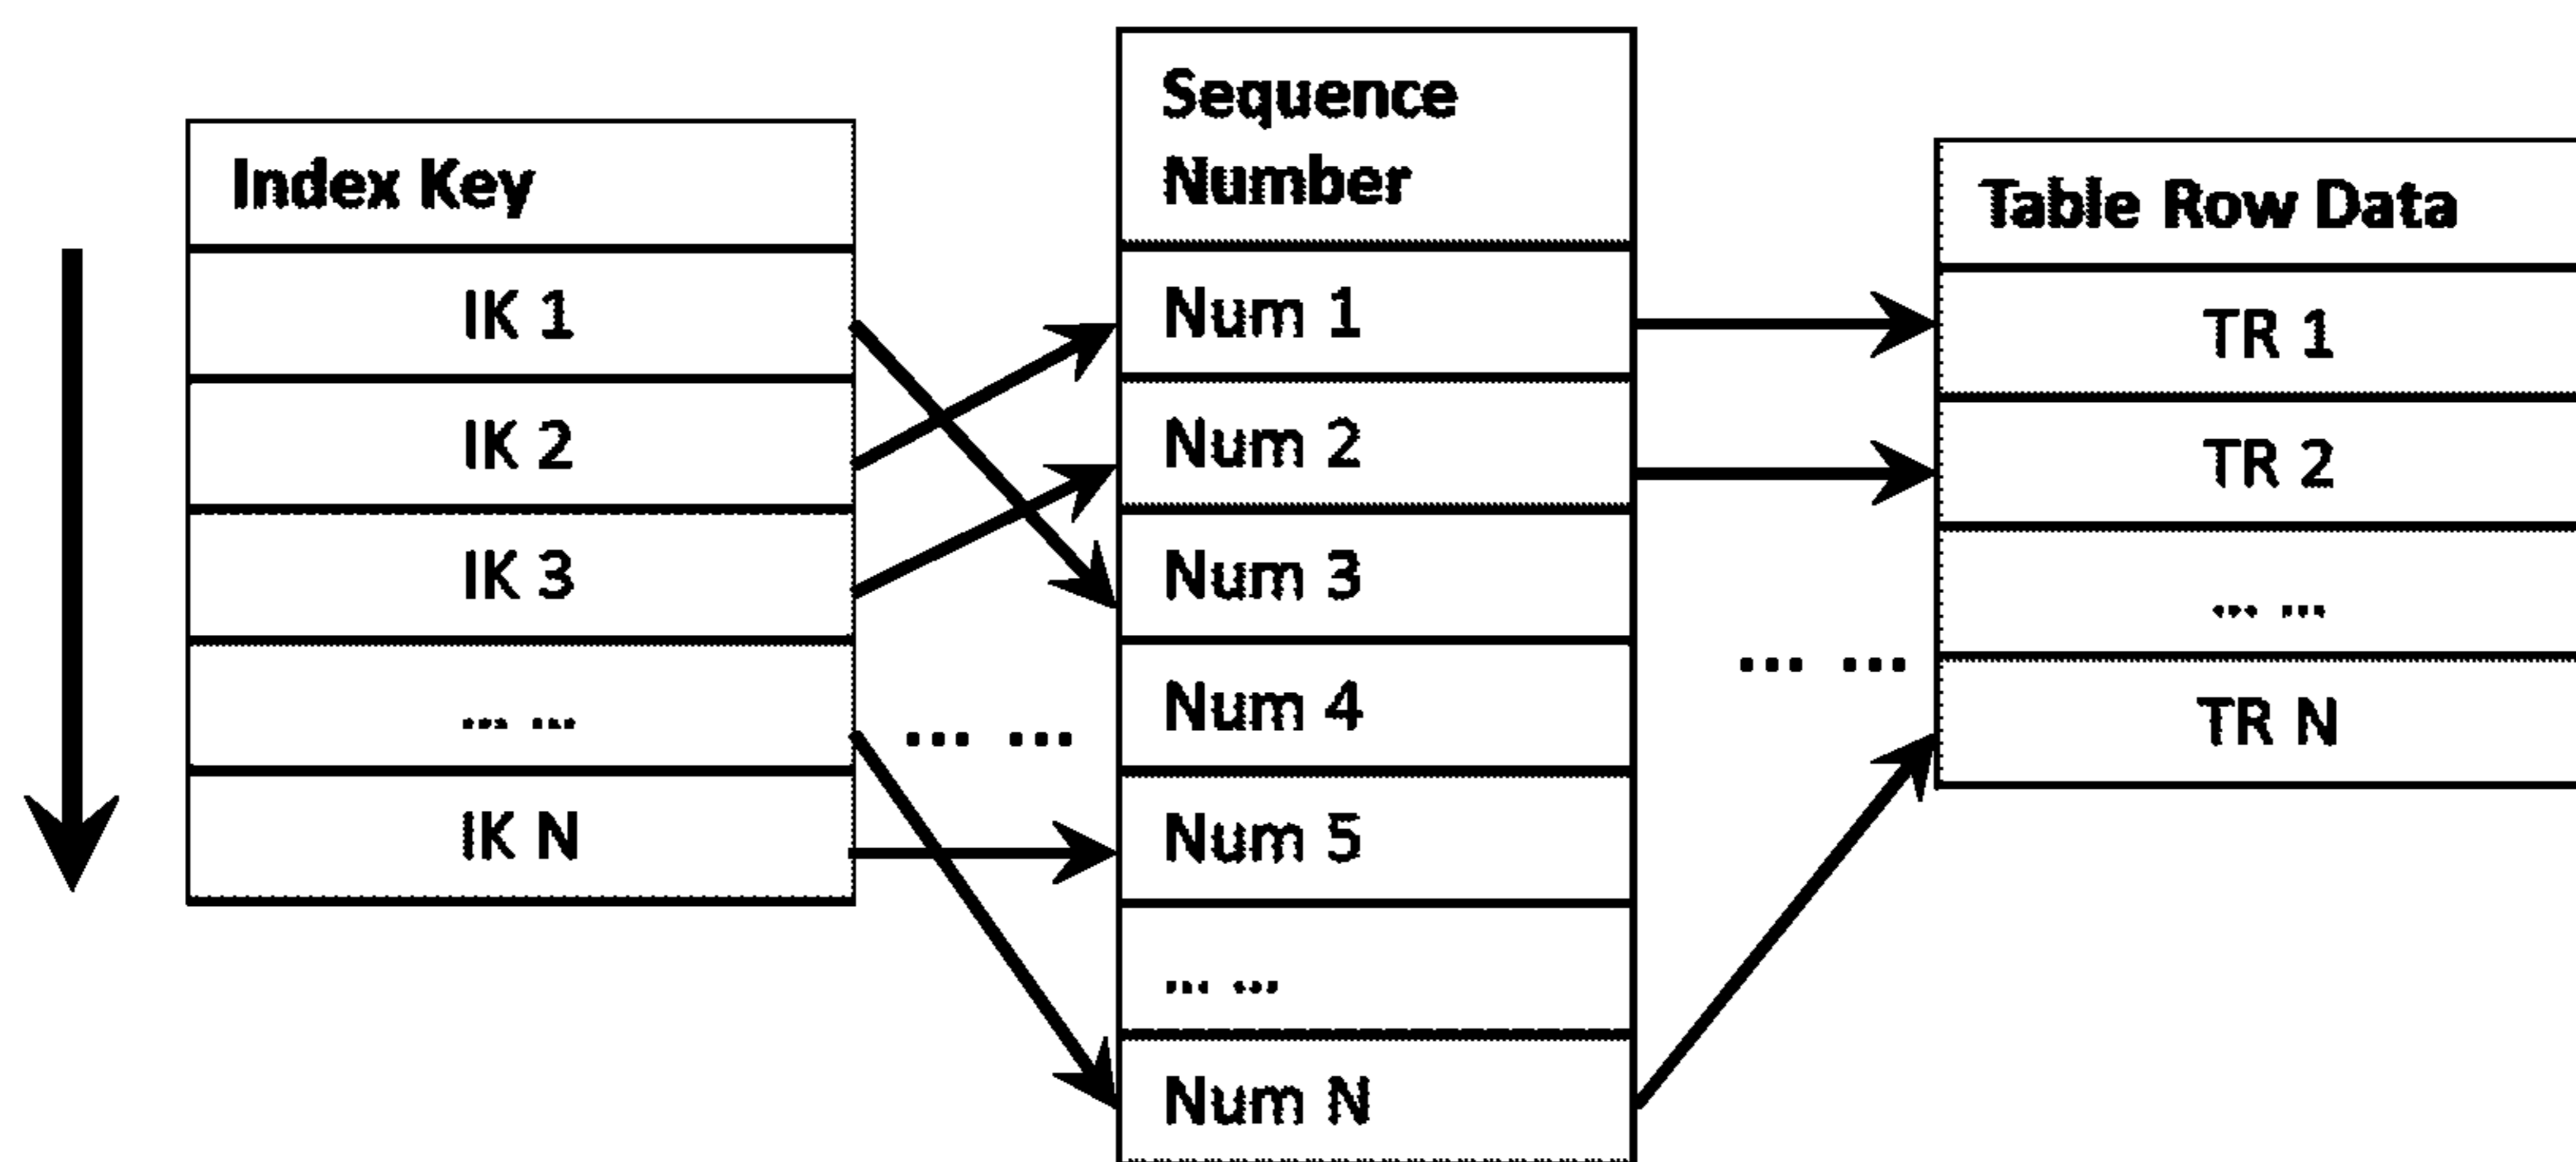 Index Key
IK 1
IK 2
IK 3
... ...
IK N
... ...
Sequence
Number
Num 1
Num 2
Num 3
Num 4
Num 5
... ...
Num N
... ...
Table Row Data
TR 1
TR 2
... ...
TR N